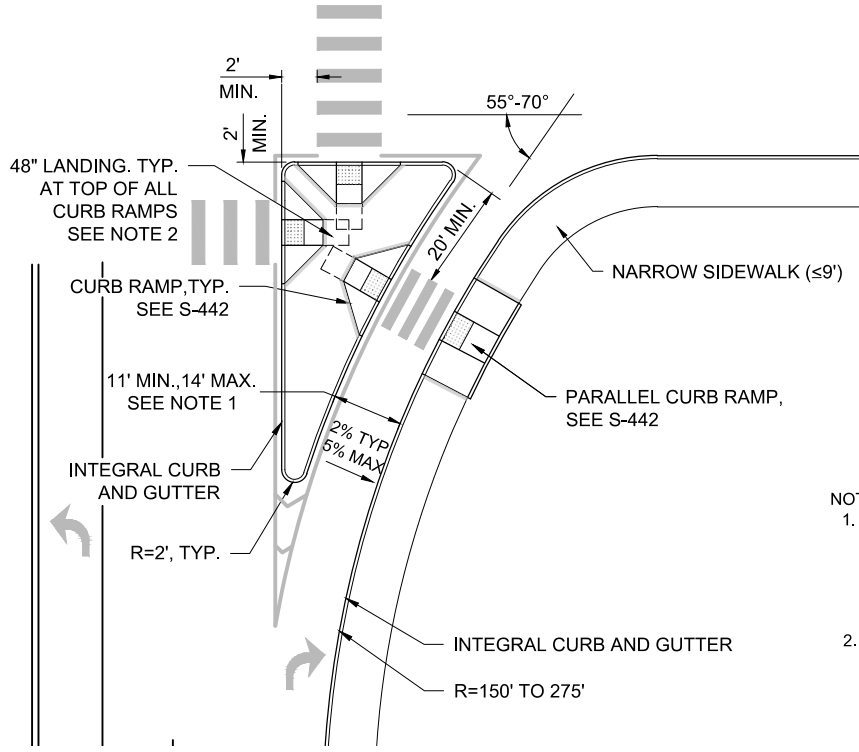 2'
MIN.
2'
MIN.
55°-70°
48" LANDING. TYP.
AT TOP OF ALL
CURB RAMPS
SEE NOTE 2
20' MIN.
NARROW SIDEWALK (≤9')
CURB RAMP,TYP.
SEE S-442
11' MIN.,14' MAX.
SEE NOTE 1
PARALLEL CURB RAMP,
SEE S-442
2% TYP
5% MAX
INTEGRAL CURB
AND GUTTER
NOT
1.
R=2', TYP.
INTEGRAL CURB AND GUTTER
2.
R=150' TO 275'